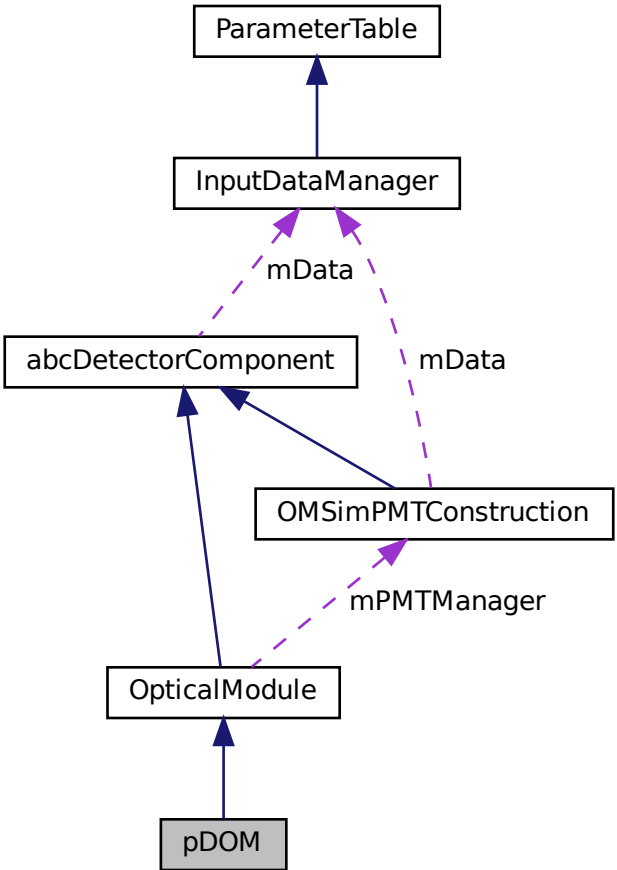 ParameterTable
InputDataManager
mData
abcDetectorComponent
mData
OMSimPMTConstruction
mPMTManager
OpticalModule
pDOM